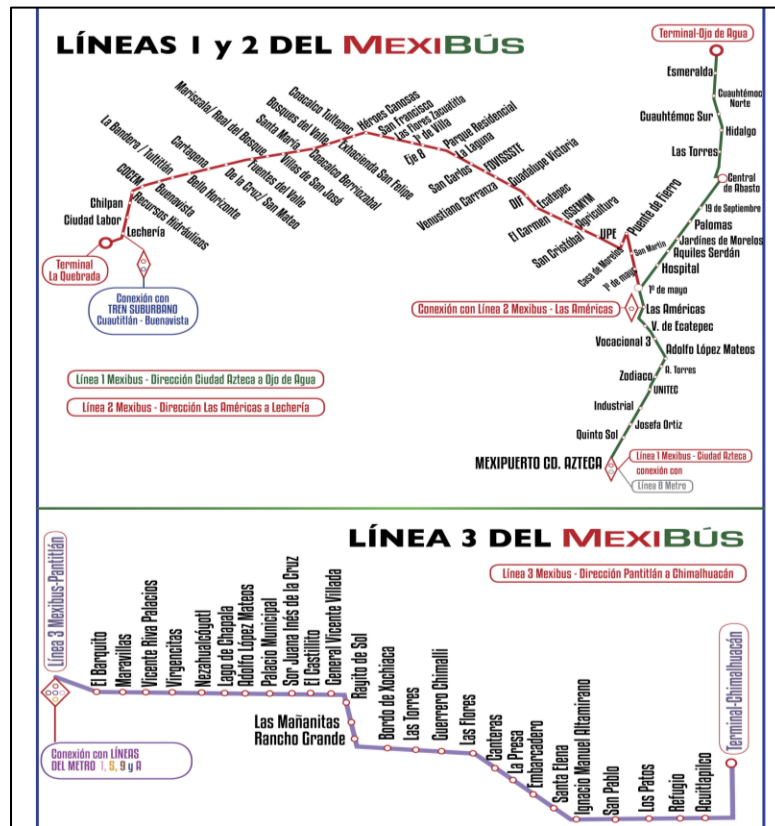 LÍNEAS 1 y 2 DEL MEXIBÚS
Terminal-Ojo de Agua
Esmeralda
Cuauhtémoc
Norte
Cuauhtémoc Sur
Hidalgo
Las Torres
Central
de Abasto
19 de Septiembre
Palomas
Jardines de Morelos
Aquiles Serdán
Hospital
1º de mayo
Las Américas
V. de Ecatepec
Vocacional 3
Adolfo López Mateos
A. Torres
Zodiaco
UNITEC
Industrial
Josefa Ortiz
Quinto Sol
MEXIPUERTO CD. AZTECA
Línea 1 Mexibus - Ciudad Azteca
conexión con
Línea B Metro
Conexión con Línea 2 Mexibus - Las Américas
Terminal
La Quebrada
Lechería
Ciudad Labor
Chilpan
Recursos Hidráulicos
COCEM
Buenavista
La Bandera / Tultitlán
Bello Horizonte
Cartagena
De la Cruz/ San Mateo
Mariscala/ Real del Bosque
Fuentes del Valle
Santa María
Villas de San José
Bosques del Valle
Coacalco Berriozabal
Coacalco Tultepec
Exhacienda San Felipe
Héroes Ganosas
San Francisco
Las flores Zacuatitla
1º de Villa
Eje 8
Parque Residencial
La Laguna
San Carlos
FOVISSSTE
Venustiano Carranza
Guadalupe Victoria
DIF
Ecatepec
El Carmen
ISSEMYM
San Cristóbal
Agricultura
UPE
Casa de Morelos
Puente de Fierro
1º de mayo
San Martín
Conexión con
TREN SUBURBANO
Cuautitlán - Buenavista
Línea 1 Mexibus - Dirección Ciudad Azteca a Ojo de Agua
Línea 2 Mexibus - Dirección Las Américas a Lechería
LÍNEA 3 DEL MEXIBÚS
Línea 3 Mexibus - Dirección Pantitlán a Chimalhuacán
Línea 3 Mexibus-Pantitlán
El Barquito
Maravillas
Vicente Riva Palacios
Virgencitas
Nezahualcóyotl
Lago de Chapala
Adolfo López Mateos
Palacio Municipal
Sor Juana Inés de la Cruz
El Castillito
General Vicente Villada
Rayito de Sol
Las Mañanitas
Rancho Grande
Bordo de Xochiaca
Las Torres
Guerrero Chimalli
Las Flores
Canteras
La Presa
Embarcadero
Santa Elena
Ignacio Manuel Altamirano
San Pablo
Los Patos
Refugio
Acuitlapilco
Terminal-Chimalhuacán
Conexión con LÍNEAS
DEL METRO 1, 5, 9 y A